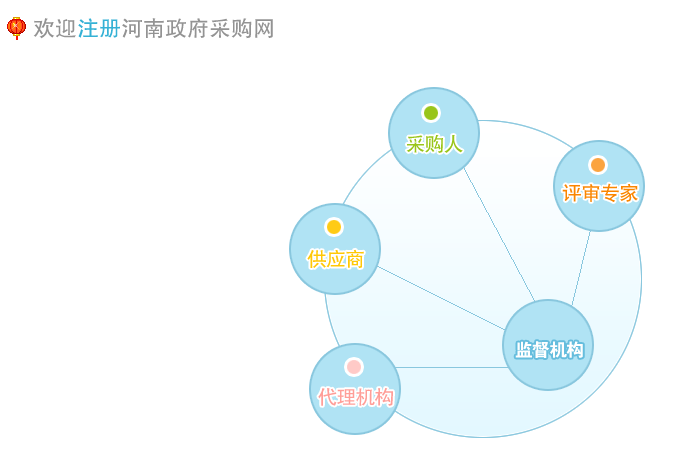 欢迎注册河南政府采购网
采购人
评审专家
供应商
监督机构
代理机构